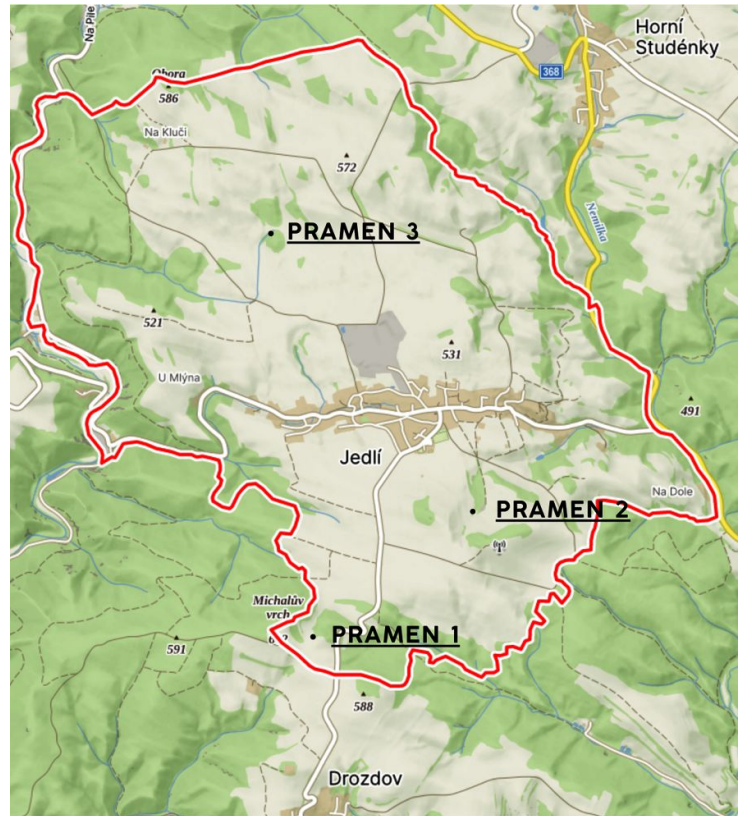 Na Pile
Horní
Studénky
368
Obora
586
Na Kluči
572
Nemilka
PRAMEN 3
521
531
U Mlýna
491
Jedlí
Na Dole
PRAMEN 2
Michalův
vrch
PRAMEN 1
591
588
Drozdov